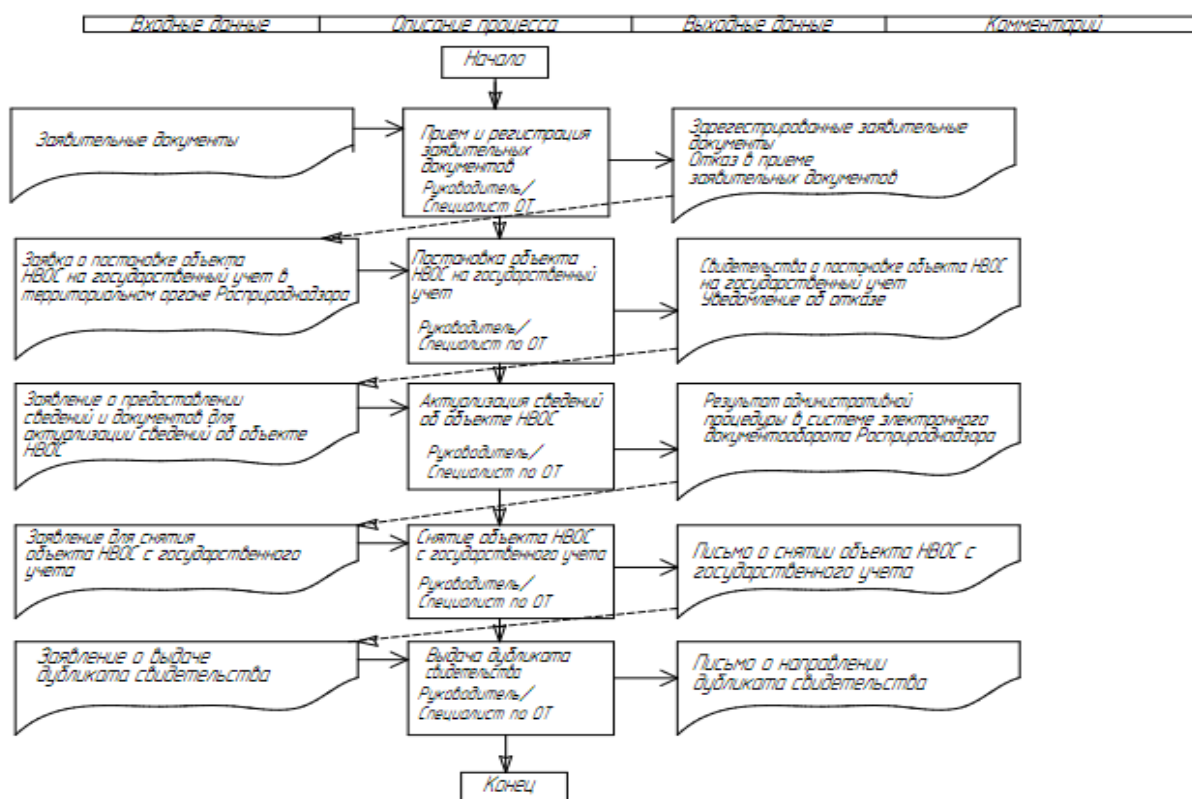 Входные данные
Описание процесса
Выходные данные
Комментарий
Начало
Заявительные документы
Прием и регистрация
заявительных
документов
Руководитель/
Специалист ОТ
Зарегестрированные заявительные
документы
Отказ в приеме
заявительных документов
Заявка о постановке объекта
НВОС на государственный учет в
территориальном органе Росприроднадзора
Постановка объекта
НВОС на государственный
учет
Руководитель/
Специалист по ОТ
Свидетельства о постановке объекта НВОС
на государственный учет
Уведомление об отказе
Заявление о предоставлении
сведений и документов для
актуализации сведений об объекте
НВОС
Актуализация сведений
об объекте НВОС
Руководитель/
Специалист по ОТ
Результат административной
процедуры в системе электронного
документооборота Росприроднадзора
Заявление для снятия
объекта НВОС с государственного
учета
Снятие объекта НВОС
с государственного учета
Руководитель/
Специалист по ОТ
Письмо о снятии объекта НВОС с
государственного учета
Заявление о выдаче
дубликата свидетельства
Выдача дубликата
свидетельства
Руководитель/
Специалист по ОТ
Письмо о направлении
дубликата свидетельства
Конец